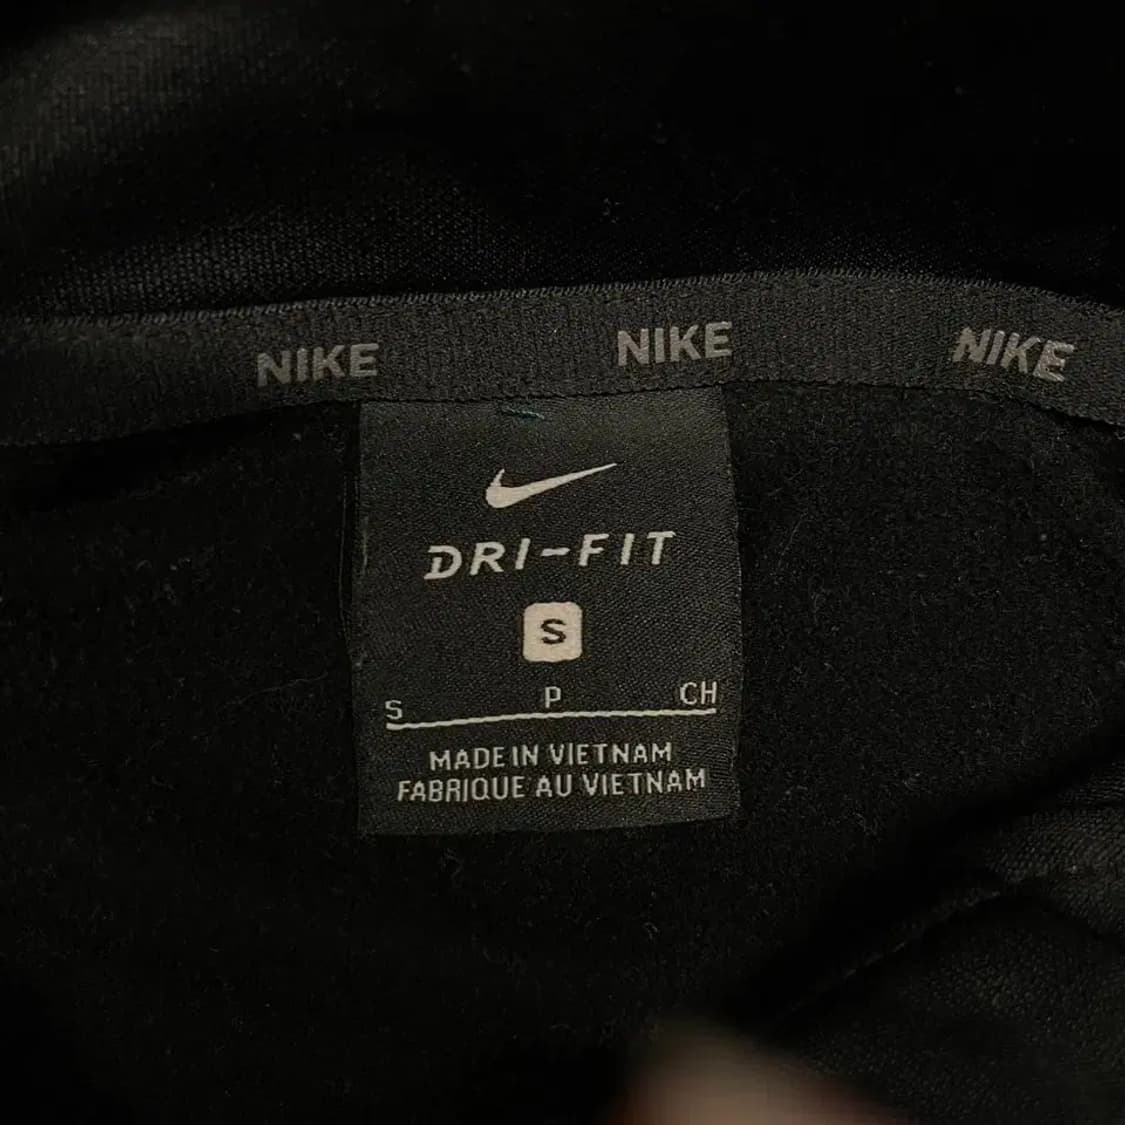 NIKE NIKE NIKE
DRI-FIT
S
S P CH
MADE IN VIETNAM
FABRIQUE AU VIETNAM